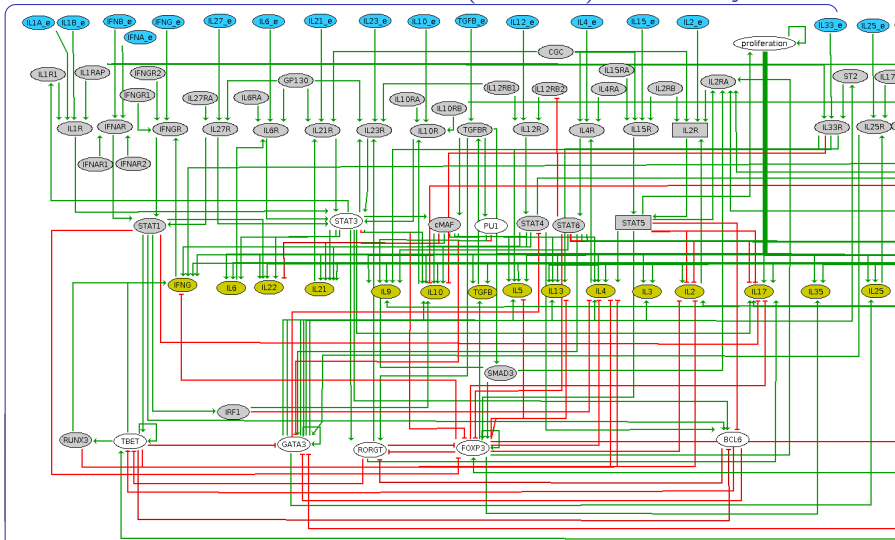 IL1A_e IL1B_e IFNB_e IFNG_e IL27_e IL6_e IL21_e IL23_e IL10_e TGFB_e IL12_e IL4_e IL15_e IL2_e IL33_e IL25_e
IFNA_e
proliferation
CGC
IL1R1 IL1RAP IFNGR2 GP130 IL15RA IL2RA ST2 IL17
IFNGR1 IL27RA IL6RA IL10RA IL10RB IL12RB1 IL12RB2 IL4RA IL2RB
IL1R IFNAR IFNGR IL27R IL6R IL21R IL23R IL10R TGFBR IL12R IL4R IL15R IL2R IL33R IL25R
IFNAR1 IFNAR2
STAT1 STAT3 cMAF PU1 STAT4 STAT6 STAT5
IFNG IL6 IL22 IL21 IL9 IL10 TGFB IL5 IL13 IL4 IL3 IL2 IL17 IL35 IL25
SMAD3
IRF1
RUNX3 TBET GATA3 RORGT FOXP3 BCL6